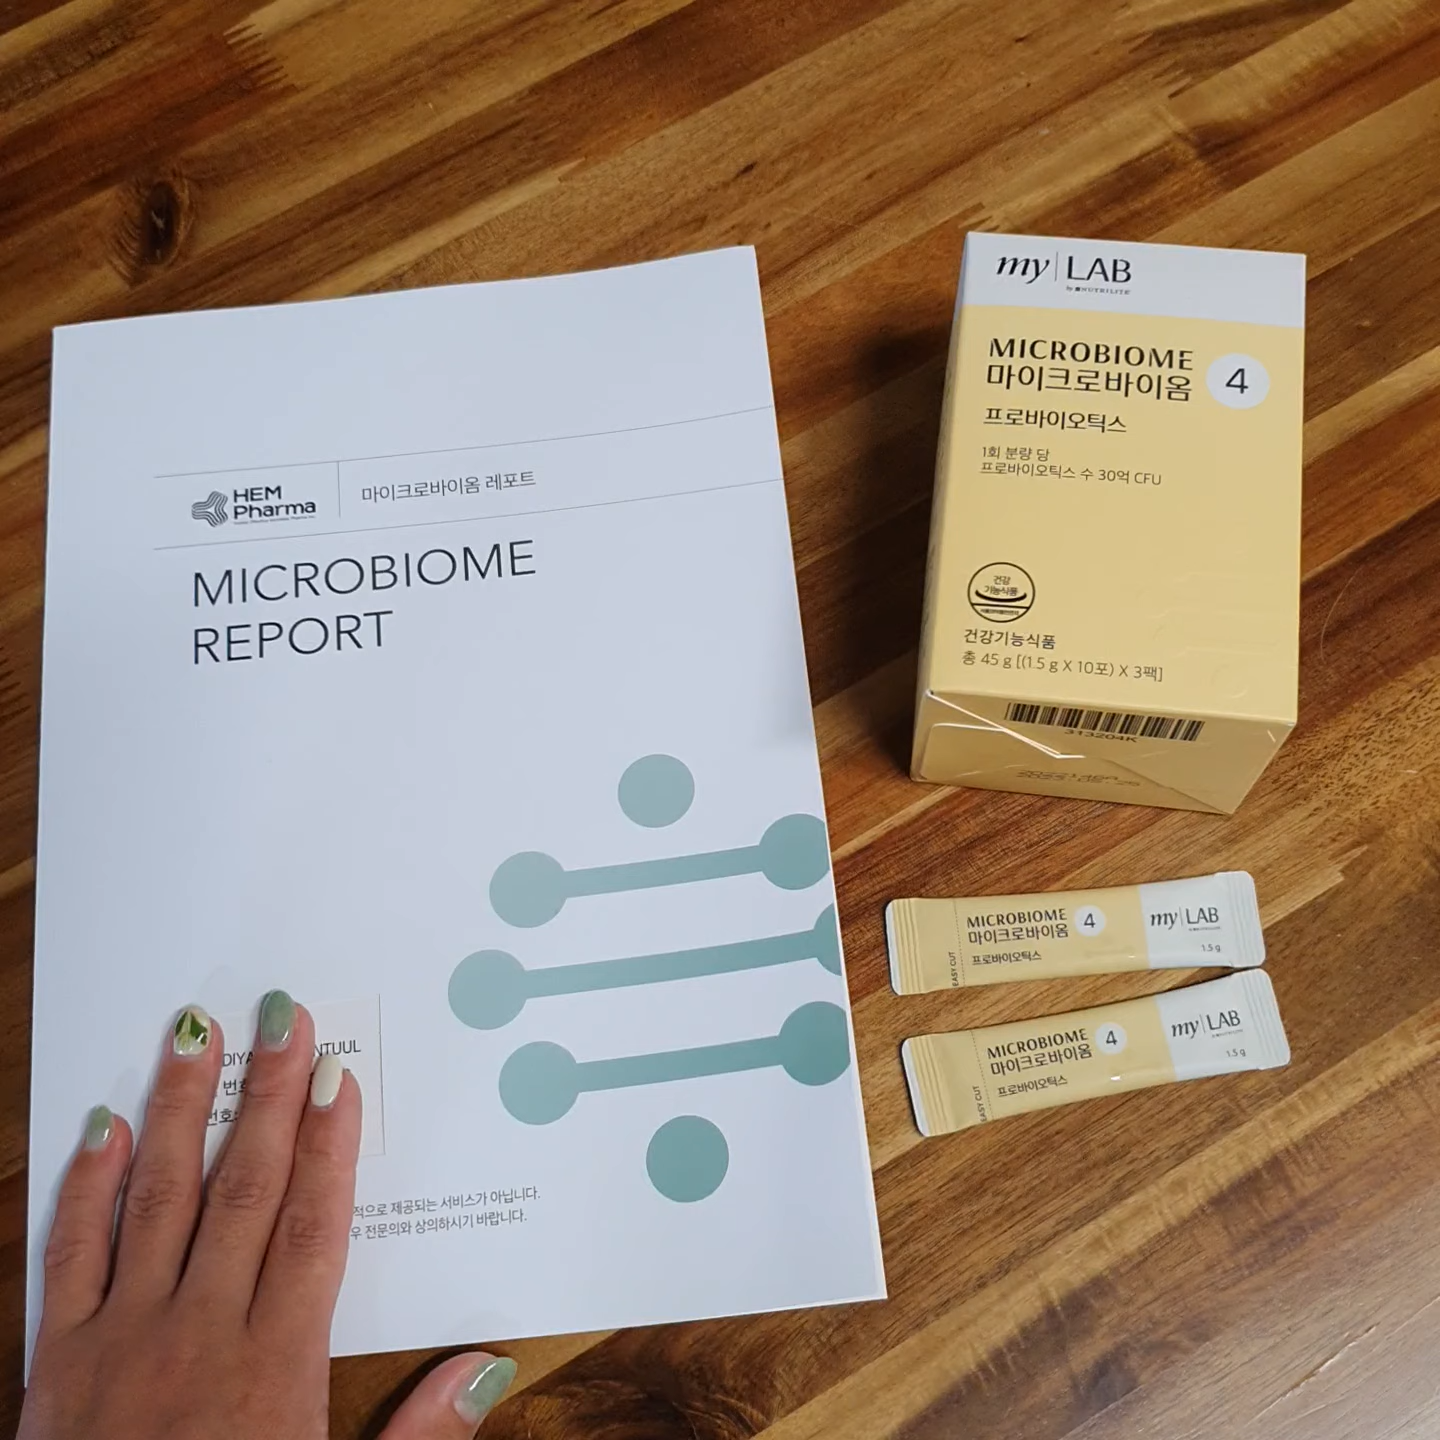 HEM
Pharma
마이크로바이옴 레포트
MICROBIOME
REPORT
NTUUL
번호
적으로 제공되는 서비스가 아닙니다.
우 전문의와 상의하시기 바랍니다.
my LAB
by NUTRILITE
MICROBIOME
마이크로바이옴
4
프로바이오틱스
1회 분량 당
프로바이오틱스 수 30억 CFU
건강
기능식품
건강기능식품
총 45 g [(1.5 g X 10포) X 3팩]
313204K
EASY CUT
MICROBIOME
마이크로바이옴
4
프로바이오틱스
my LAB
1.5 g
EASY CUT
MICROBIOME
마이크로바이옴
4
프로바이오틱스
my LAB
1.5 g